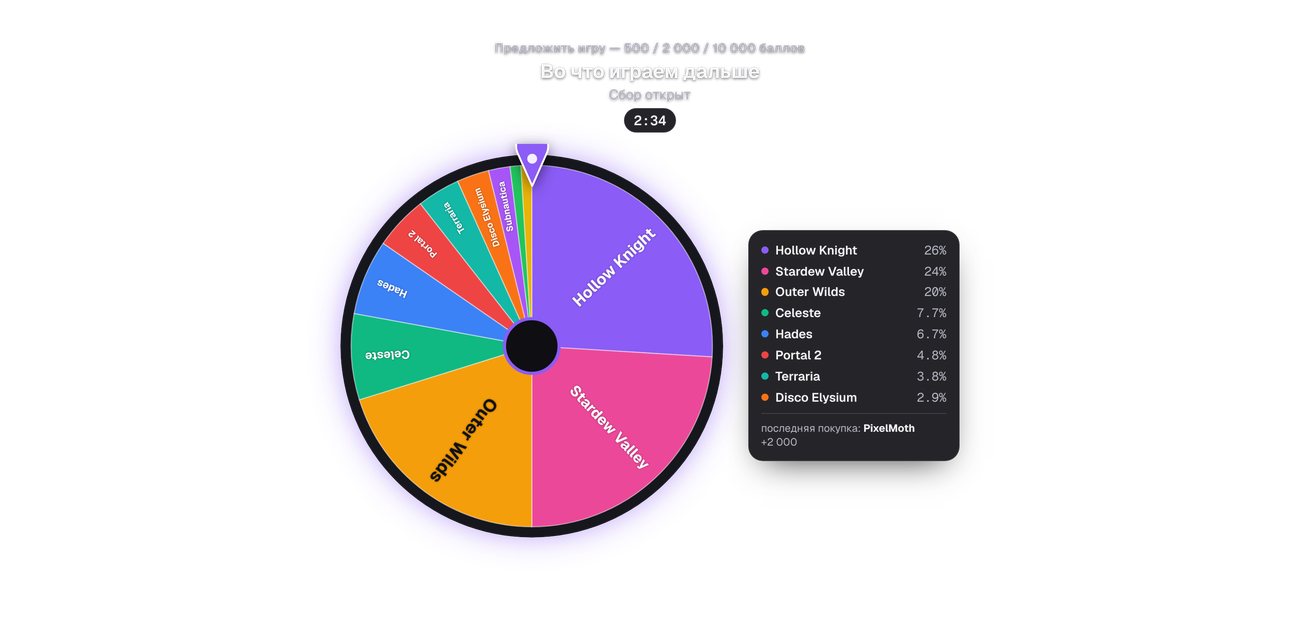 Предложить игру — 500 / 2 000 / 10 000 баллов
Во что играем дальше
Сбор открыт
2:34
Hollow Knight
Stardew Valley
Outer Wilds
Celeste
Hades
Portal 2
Terraria
Disco Elysium
Subnautica
Hollow Knight 26%
Stardew Valley 24%
Outer Wilds 20%
Celeste 7.7%
Hades 6.7%
Portal 2 4.8%
Terraria 3.8%
Disco Elysium 2.9%
последняя покупка: PixelMoth
+2 000